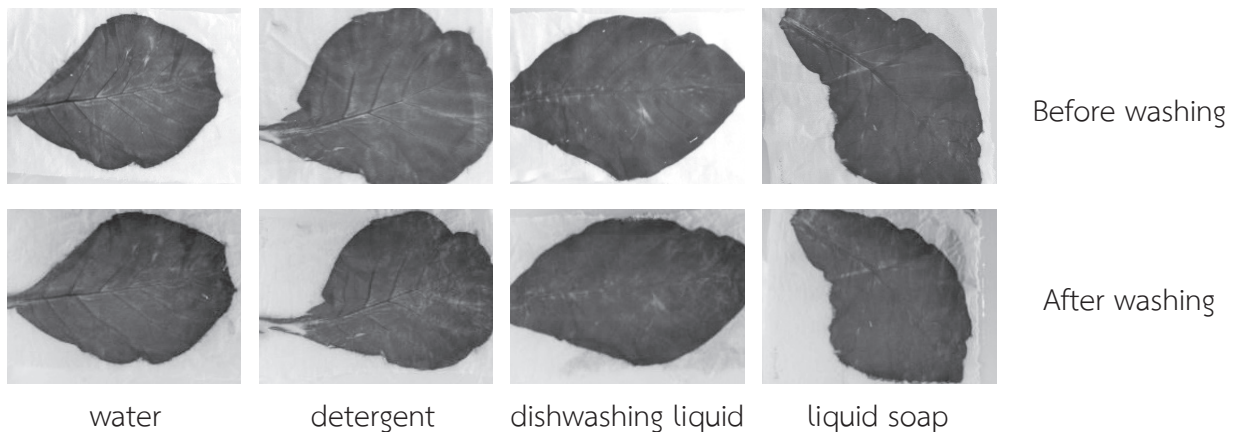 Before washing
After washing
water
detergent
dishwashing liquid
liquid soap